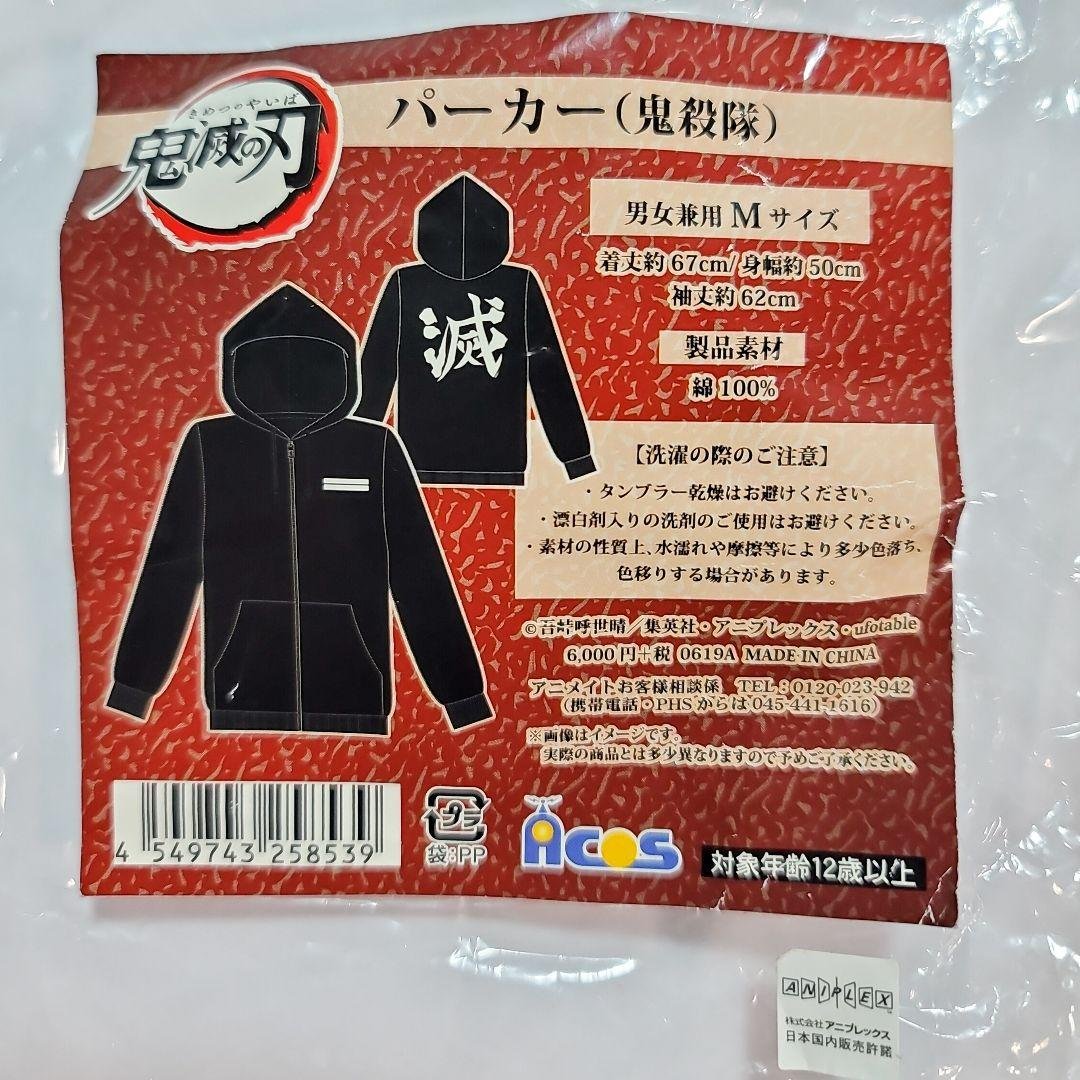 きめつのやいば
鬼滅の刃
パーカー(鬼殺隊)
滅
男女兼用 M サイズ
着丈約67cm/身幅約50cm
袖丈約62cm
製品素材
綿100%
【洗濯の際のご注意】
・タンブラー乾燥はお避けください。
・漂白剤入りの洗剤のご使用はお避けください。
・素材の性質上、水濡れや摩擦等により多少色落ち、
色移りする場合があります。
©吾峠呼世晴/集英社・アニプレックス・ufotable
6,000円+税 0619A MADE IN CHINA
アニメイトお客様相談係 TEL:0120-023-942
(携帯電話・PHSからは045-441-1616)
※画像はイメージです。
実際の商品とは多少異なりますので予めご了承ください。
4 549743 258539
プラ
袋:PP
ACOS
対象年齢12歳以上
ANIPLEX
株式会社アニプレックス
日本国内販売許諾